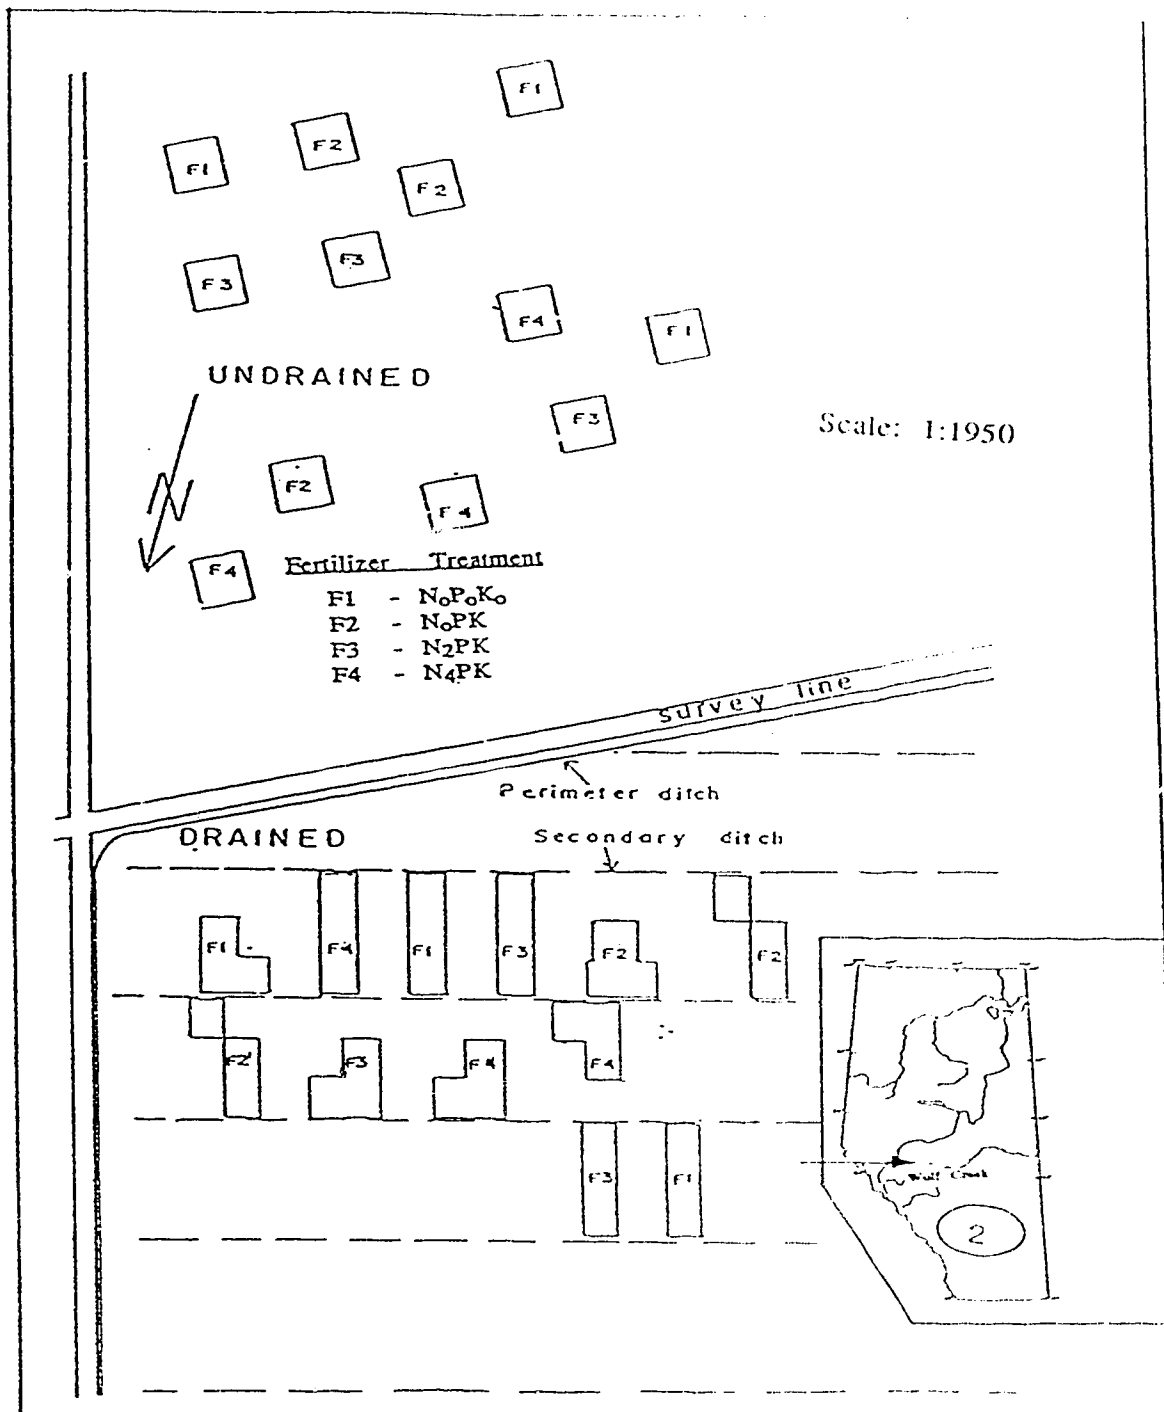 F1
F2
F1
F2
F3
F3
F4
F1
UNDRAINED
F3
Scale: 1:1950
F2
F4
N
F4
Fertilizer Treatment
F1 - N₀P₀K₀
F2 - N₀PK
F3 - N₂PK
F4 - N₄PK
survey line
Perimeter ditch
DRAINED
Secondary ditch
F1
F4
F1
F3
F2
F2
F2
F3
F4
F4
F3
F1
Wolf Creek
2